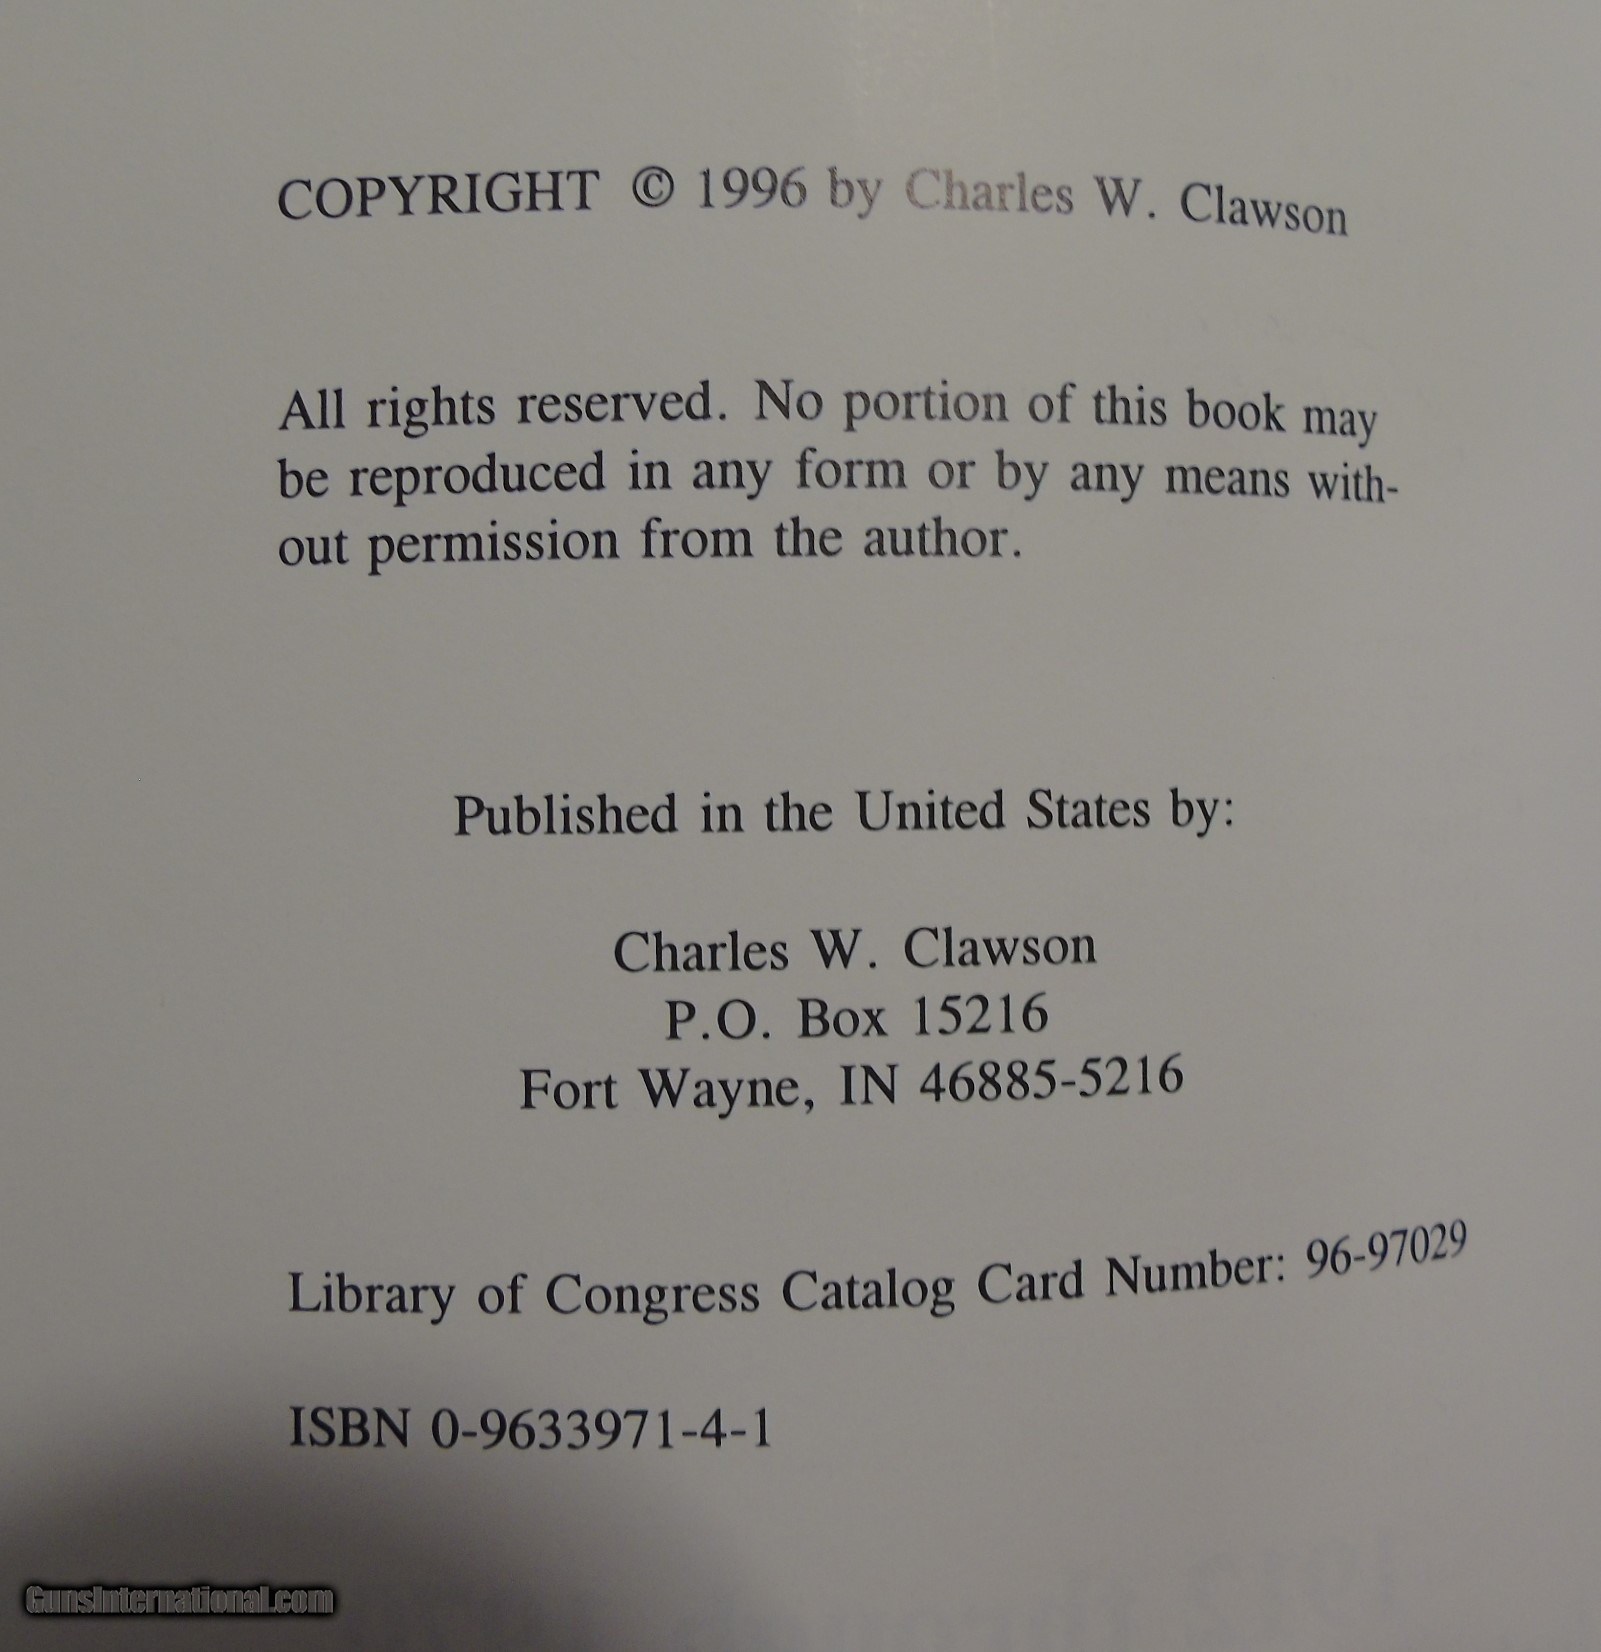 COPYRIGHT © 1996 by Charles W. Clawson
All rights reserved. No portion of this book may
be reproduced in any form or by any means with-
out permission from the author.
Published in the United States by:
Charles W. Clawson
P.O. Box 15216
Fort Wayne, IN 46885-5216
Library of Congress Catalog Card Number: 96-97029
ISBN 0-9633971-4-1
GunsInternational.com